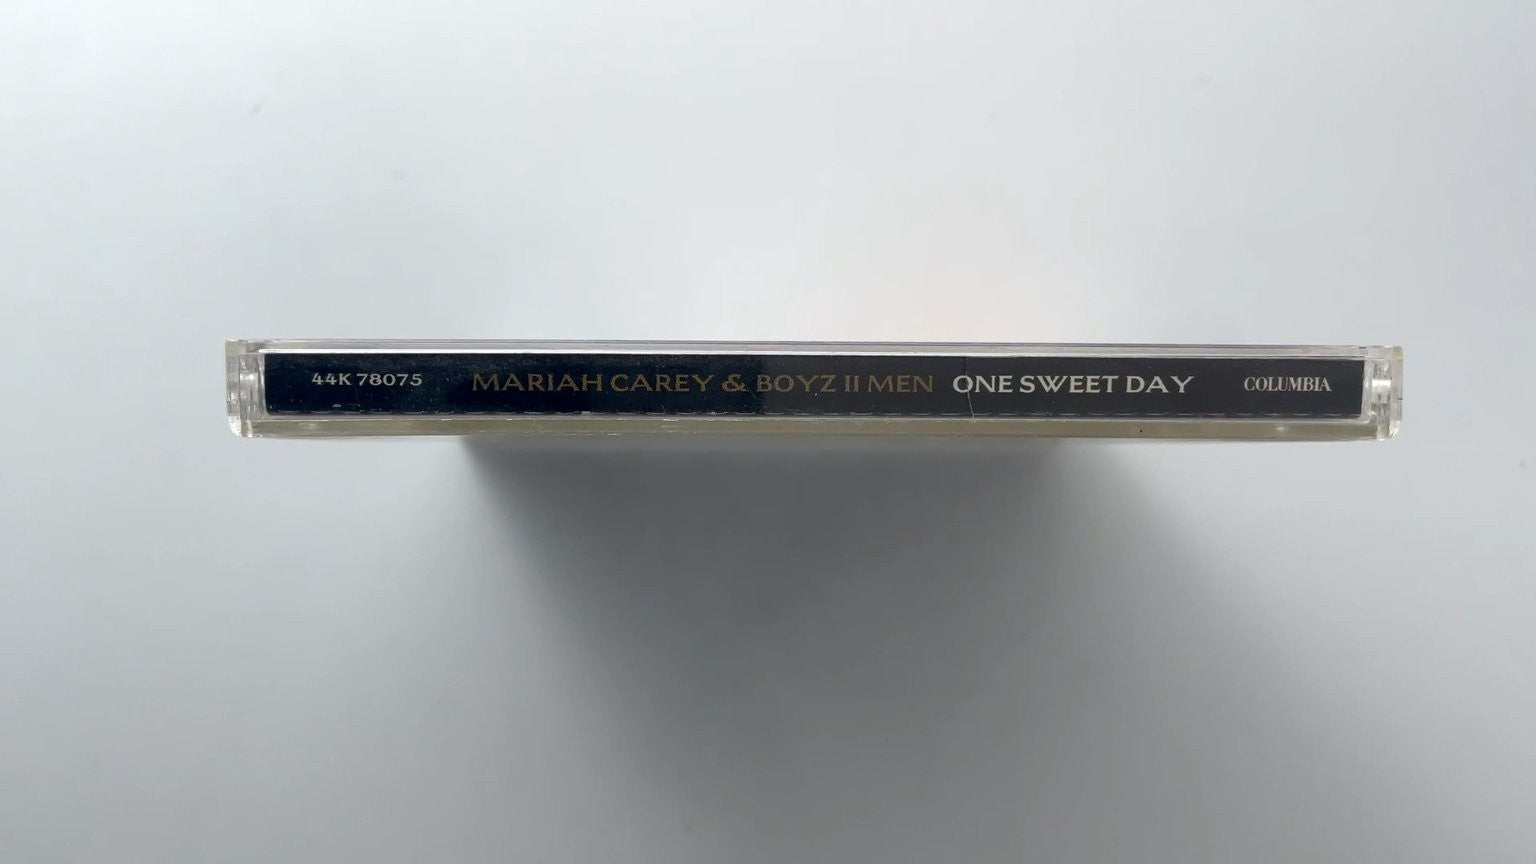 44K 78075 MARIAH CAREY & BOYZ II MEN ONE SWEET DAY COLUMBIA